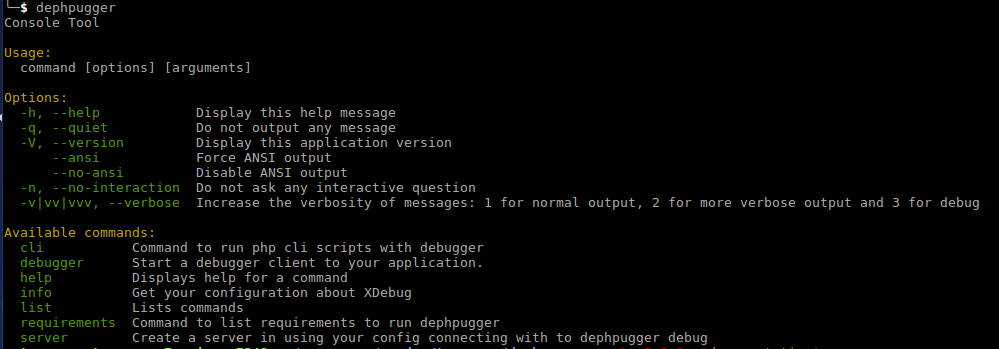 └─$ dephpugger
Console Tool
Usage:
command [options] [arguments]
Options:
-h, --help Display this help message
-q, --quiet Do not output any message
-V, --version Display this application version
--ansi Force ANSI output
--no-ansi Disable ANSI output
-n, --no-interaction Do not ask any interactive question
-v|vv|vvv, --verbose Increase the verbosity of messages: 1 for normal output, 2 for more verbose output and 3 for debug
Available commands:
cli Command to run php cli scripts with debugger
debugger Start a debugger client to your application.
help Displays help for a command
info Get your configuration about XDebug
list Lists commands
requirements Command to list requirements to run dephpugger
server Create a server in using your config connecting with to dephpugger debug